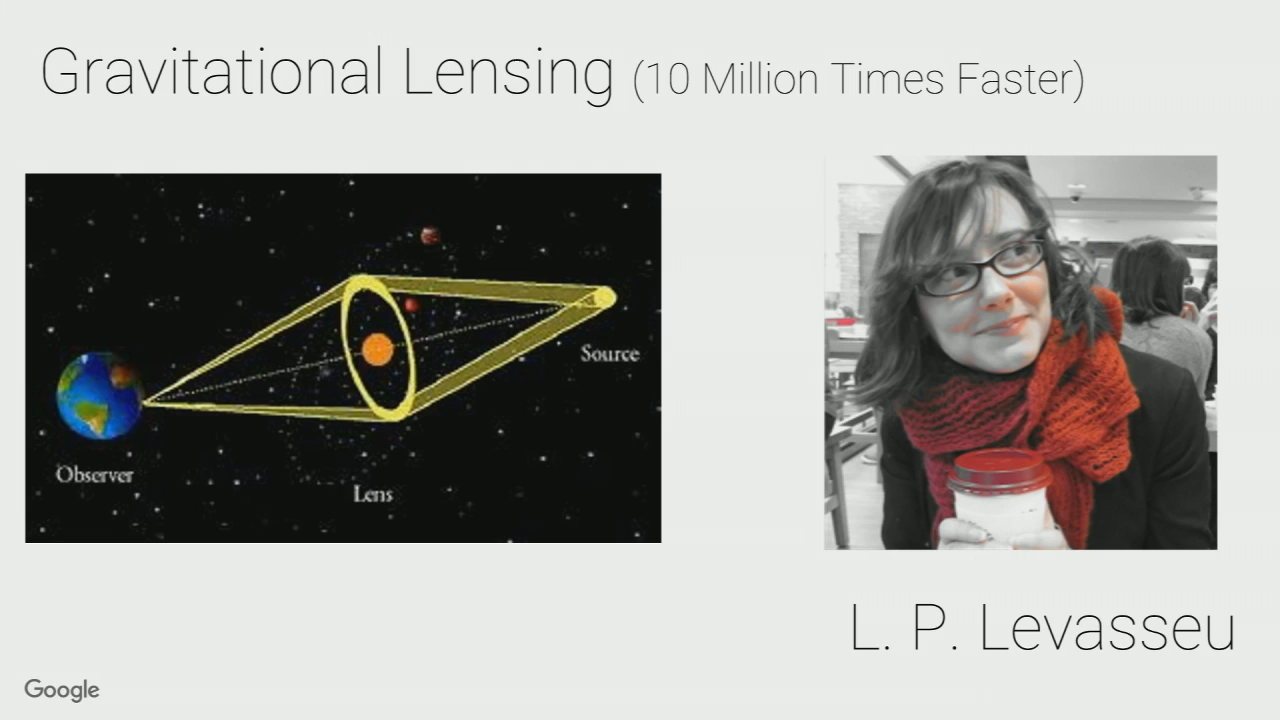 Gravitational Lensing (10 Million Times Faster)
Source
Observer
Lens
L. P. Levasseu
Google